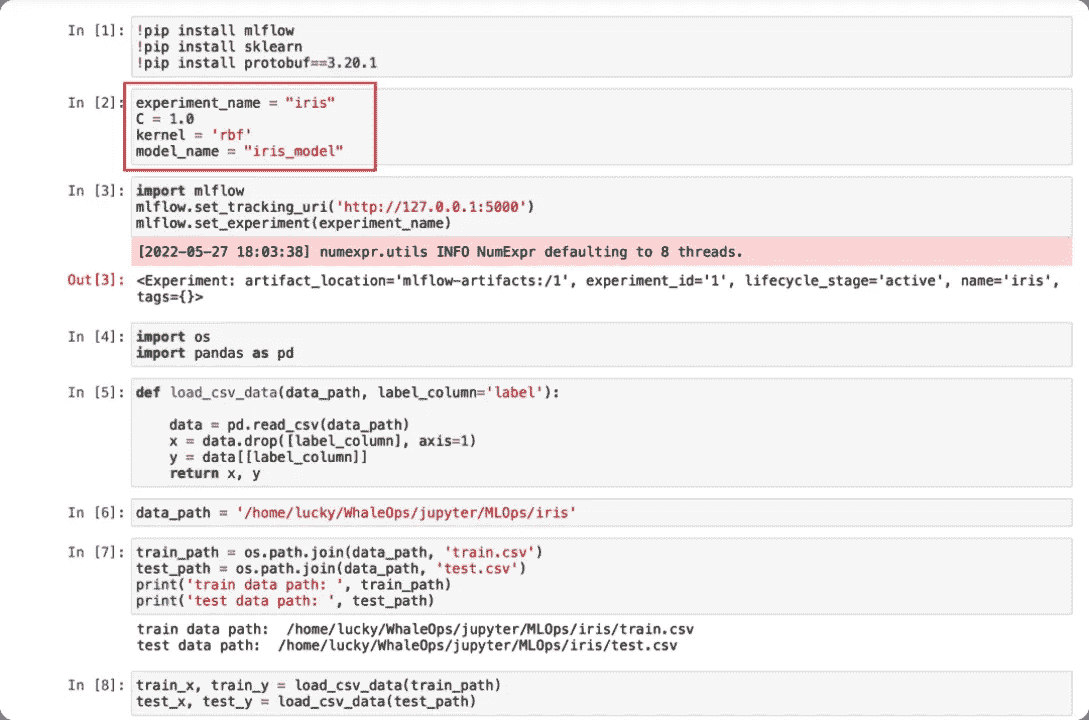 In [1]: !pip install mlflow
!pip install sklearn
!pip install protobuf==3.20.1
In [2]: experiment_name = "iris"
C = 1.0
kernel = 'rbf'
model_name = "iris_model"
In [3]: import mlflow
mlflow.set_tracking_uri('http://127.0.0.1:5000')
mlflow.set_experiment(experiment_name)
[2022-05-27 18:03:38] numexpr.utils INFO NumExpr defaulting to 8 threads.
Out[3]: <Experiment: artifact_location='mlflow-artifacts:/1', experiment_id='1', lifecycle_stage='active', name='iris',
tags={}>
In [4]: import os
import pandas as pd
In [5]: def load_csv_data(data_path, label_column='label'):
data = pd.read_csv(data_path)
x = data.drop([label_column], axis=1)
y = data[[label_column]]
return x, y
In [6]: data_path = '/home/lucky/WhaleOps/jupyter/MLOps/iris'
In [7]: train_path = os.path.join(data_path, 'train.csv')
test_path = os.path.join(data_path, 'test.csv')
print('train data path: ', train_path)
print('test data path: ', test_path)
train data path:  /home/lucky/WhaleOps/jupyter/MLOps/iris/train.csv
test data path:  /home/lucky/WhaleOps/jupyter/MLOps/iris/test.csv
In [8]: train_x, train_y = load_csv_data(train_path)
test_x, test_y = load_csv_data(test_path)